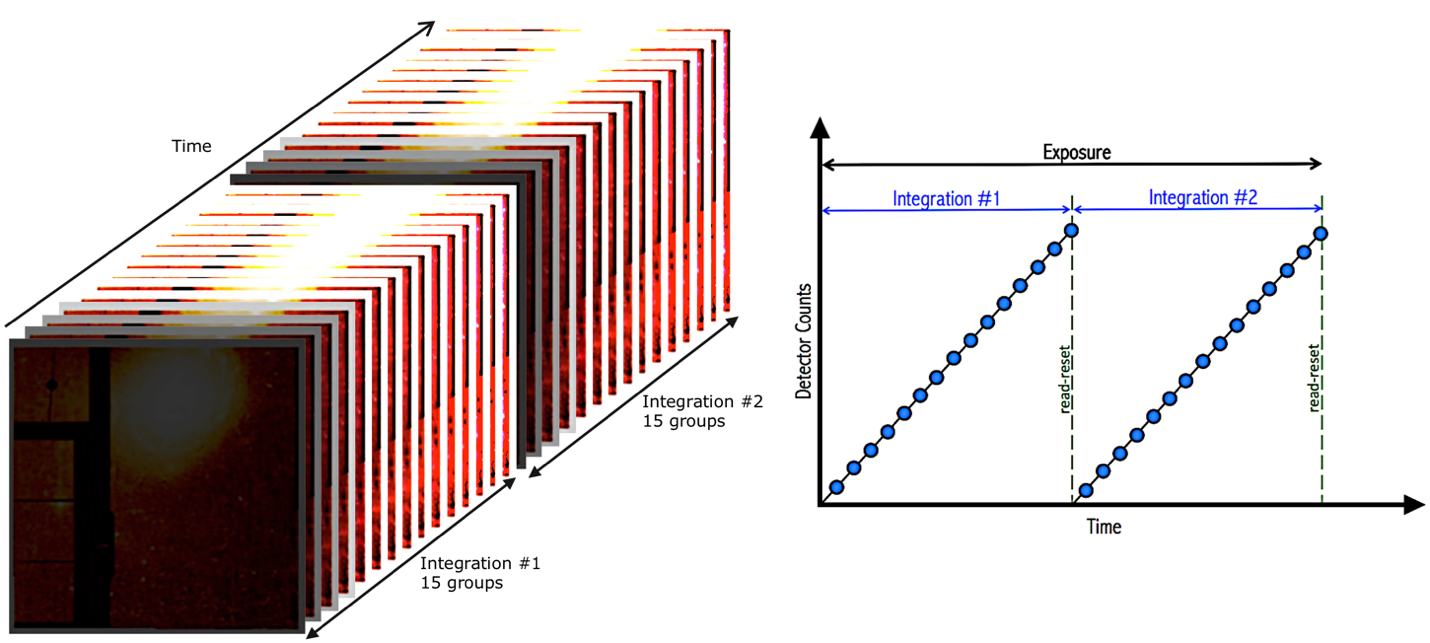 Time
Integration #2
15 groups
Integration #1
15 groups
Exposure
Integration #1
Integration #2
Detector Counts
read-reset
read-reset
Time